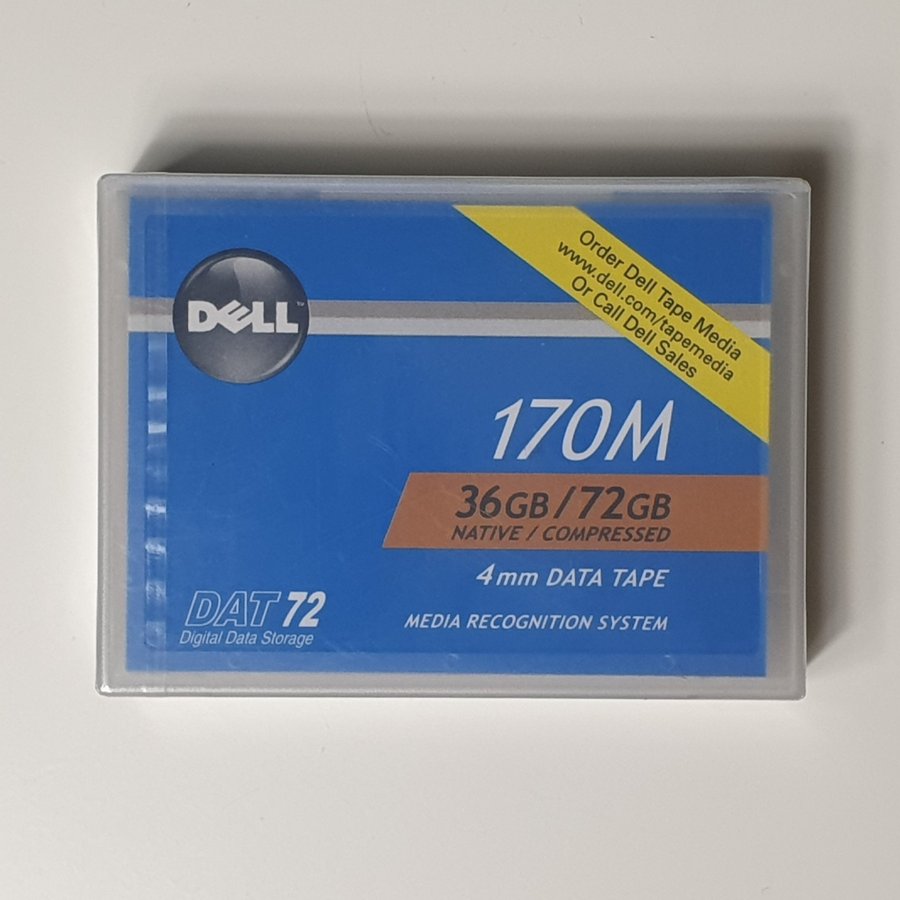 Order Dell Tape Media
www.dell.com/tapemedia
Or Call Dell Sales
DELL™
170M
36GB/72GB
NATIVE / COMPRESSED
4mm DATA TAPE
DAT 72
Digital Data Storage
MEDIA RECOGNITION SYSTEM